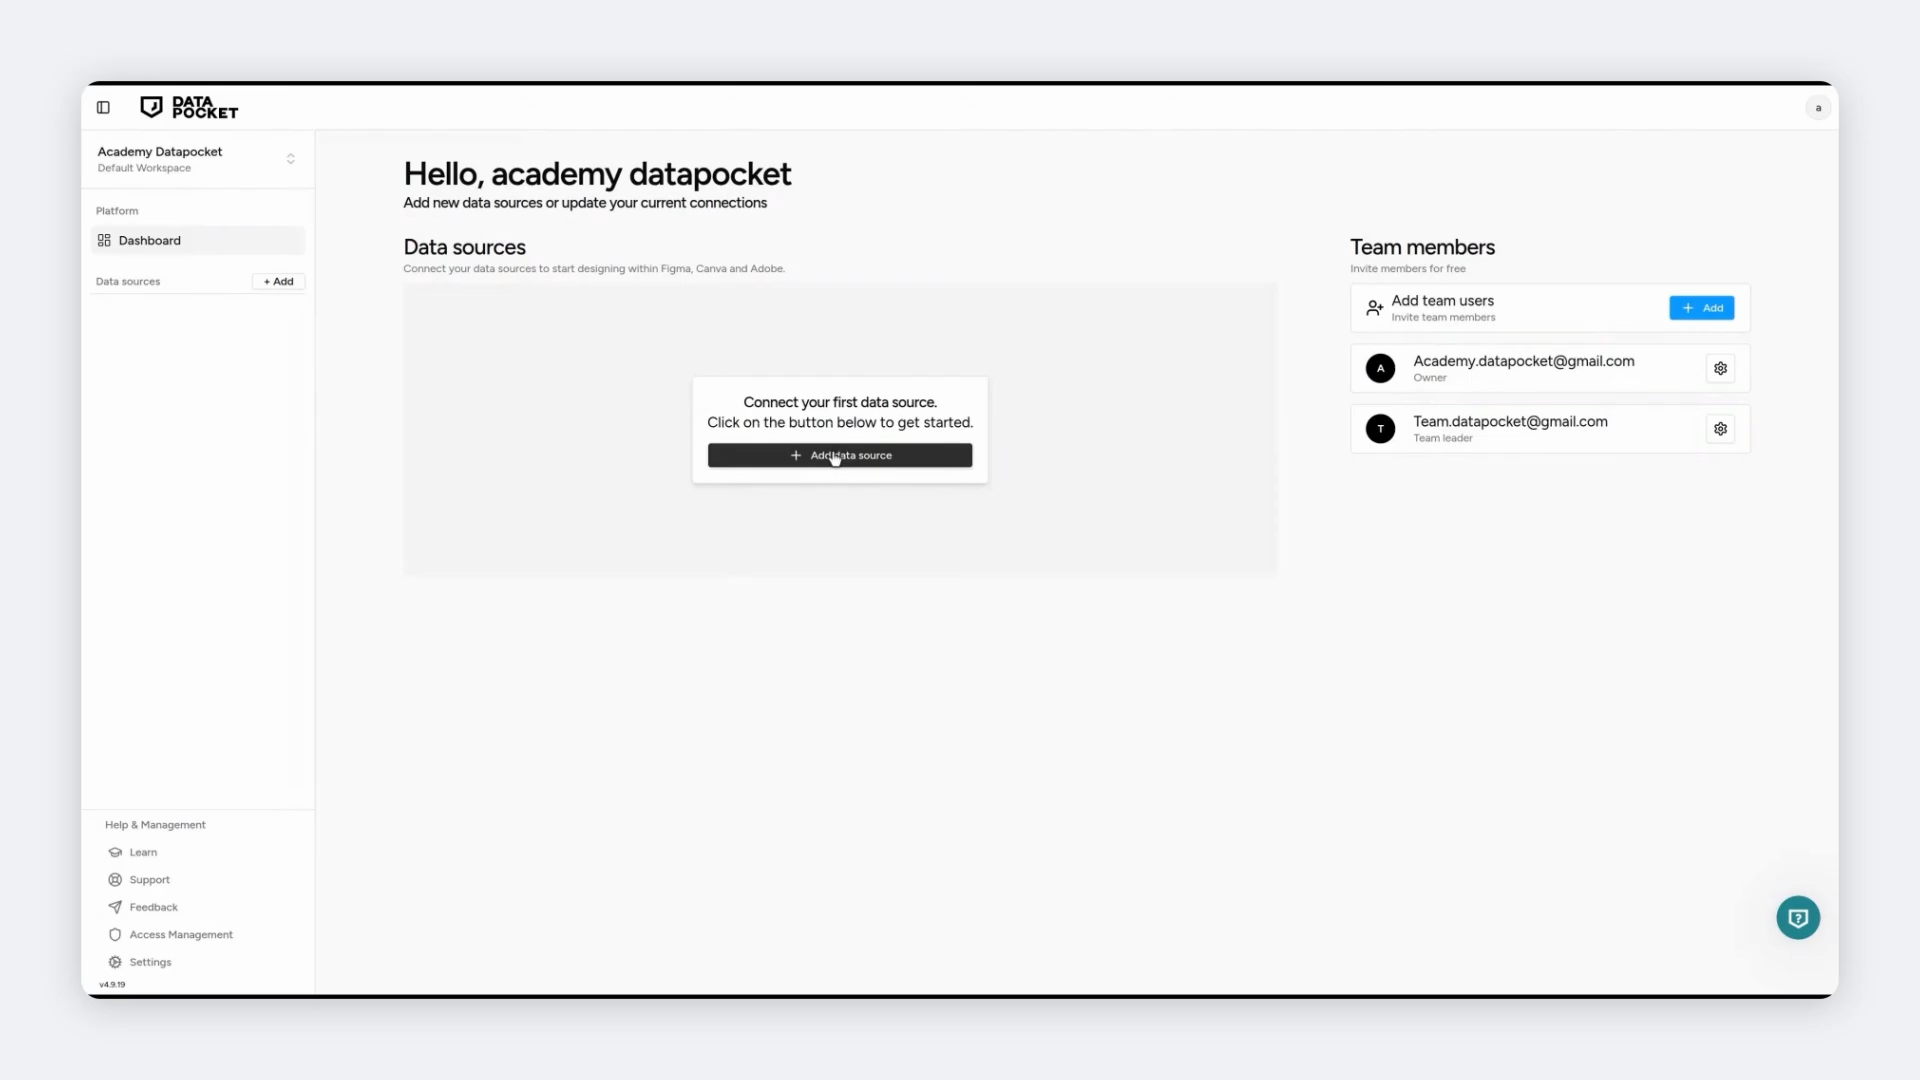 DATA
POCKET
a
Academy Datapocket
Default Workspace
Platform
Dashboard
Data sources
+ Add
Hello, academy datapocket
Add new data sources or update your current connections
Data sources
Connect your data sources to start designing within Figma, Canva and Adobe.
Connect your first data source.
Click on the button below to get started.
+ Add data source
Team members
Invite members for free
Add team users
Invite team members
+ Add
A
Academy.datapocket@gmail.com
Owner
T
Team.datapocket@gmail.com
Team leader
Help & Management
Learn
Support
Feedback
Access Management
Settings
v4.9.19
?